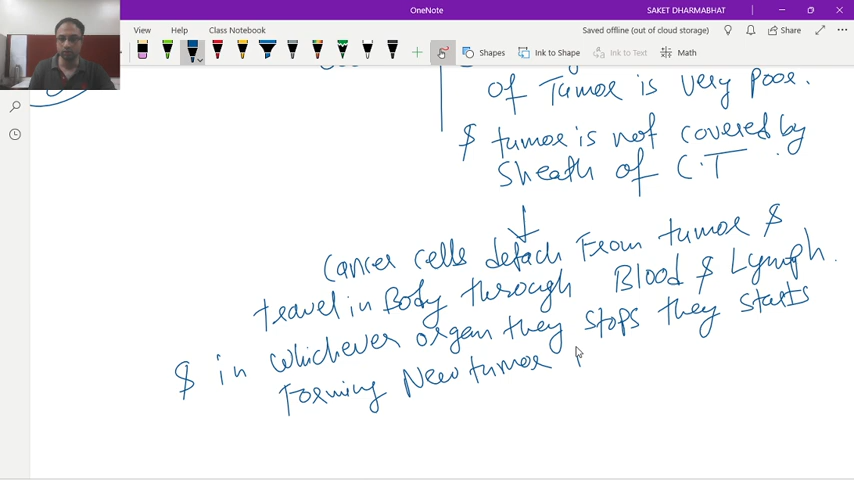 OneNote
SAKET DHARMABHAT
View Help Class Notebook
Saved offline (out of cloud storage)
Share
Shapes
Ink to Shape
Ink to Text
Math
of Tumor is very Poor.
$ tumor is not covered by
Sheath of C.T
Cancer cells detach From tumor $
travel in Body through Blood $ Lymph.
$ in whichever organ they stops they starts
Forming New tumor